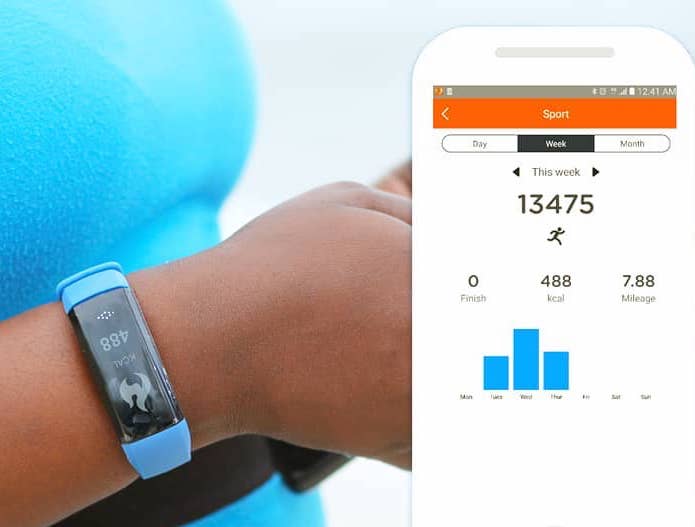 488
KCAL
12:41 AM
Sport
Day Week Month
This week
13475
0 488 7.88
Finish kcal Mileage
Mon Tues Wed Thur Fri Sat Sun